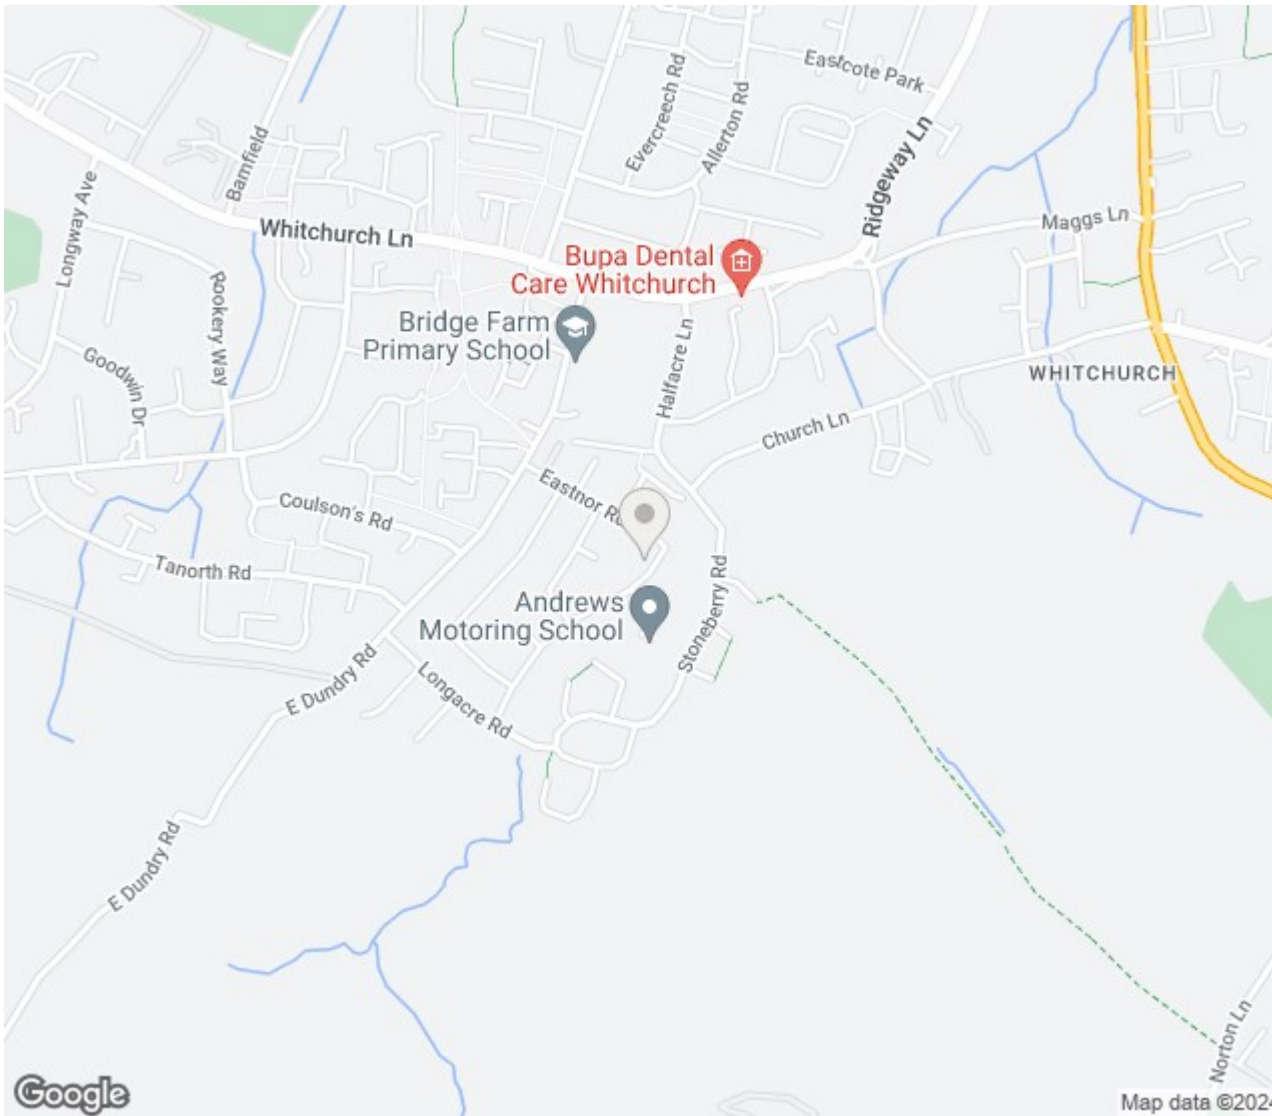 Eastcote Park
Evercreech Rd
Allerton Rd
Ridgeway Ln
Barnfield
Longway Ave
Whitchurch Ln
Maggs Ln
Bupa Dental
Care Whitchurch
Rookery Way
Bridge Farm
Primary School
Goodwin Dr
Halfacre Ln
WHITCHURCH
Church Ln
Eastnor Rd
Coulson's Rd
Tanorth Rd
Andrews
Motoring School
Stoneberry Rd
E Dundry Rd
Longacre Rd
E Dundry Rd
Norton Ln
Google
Map data ©2024